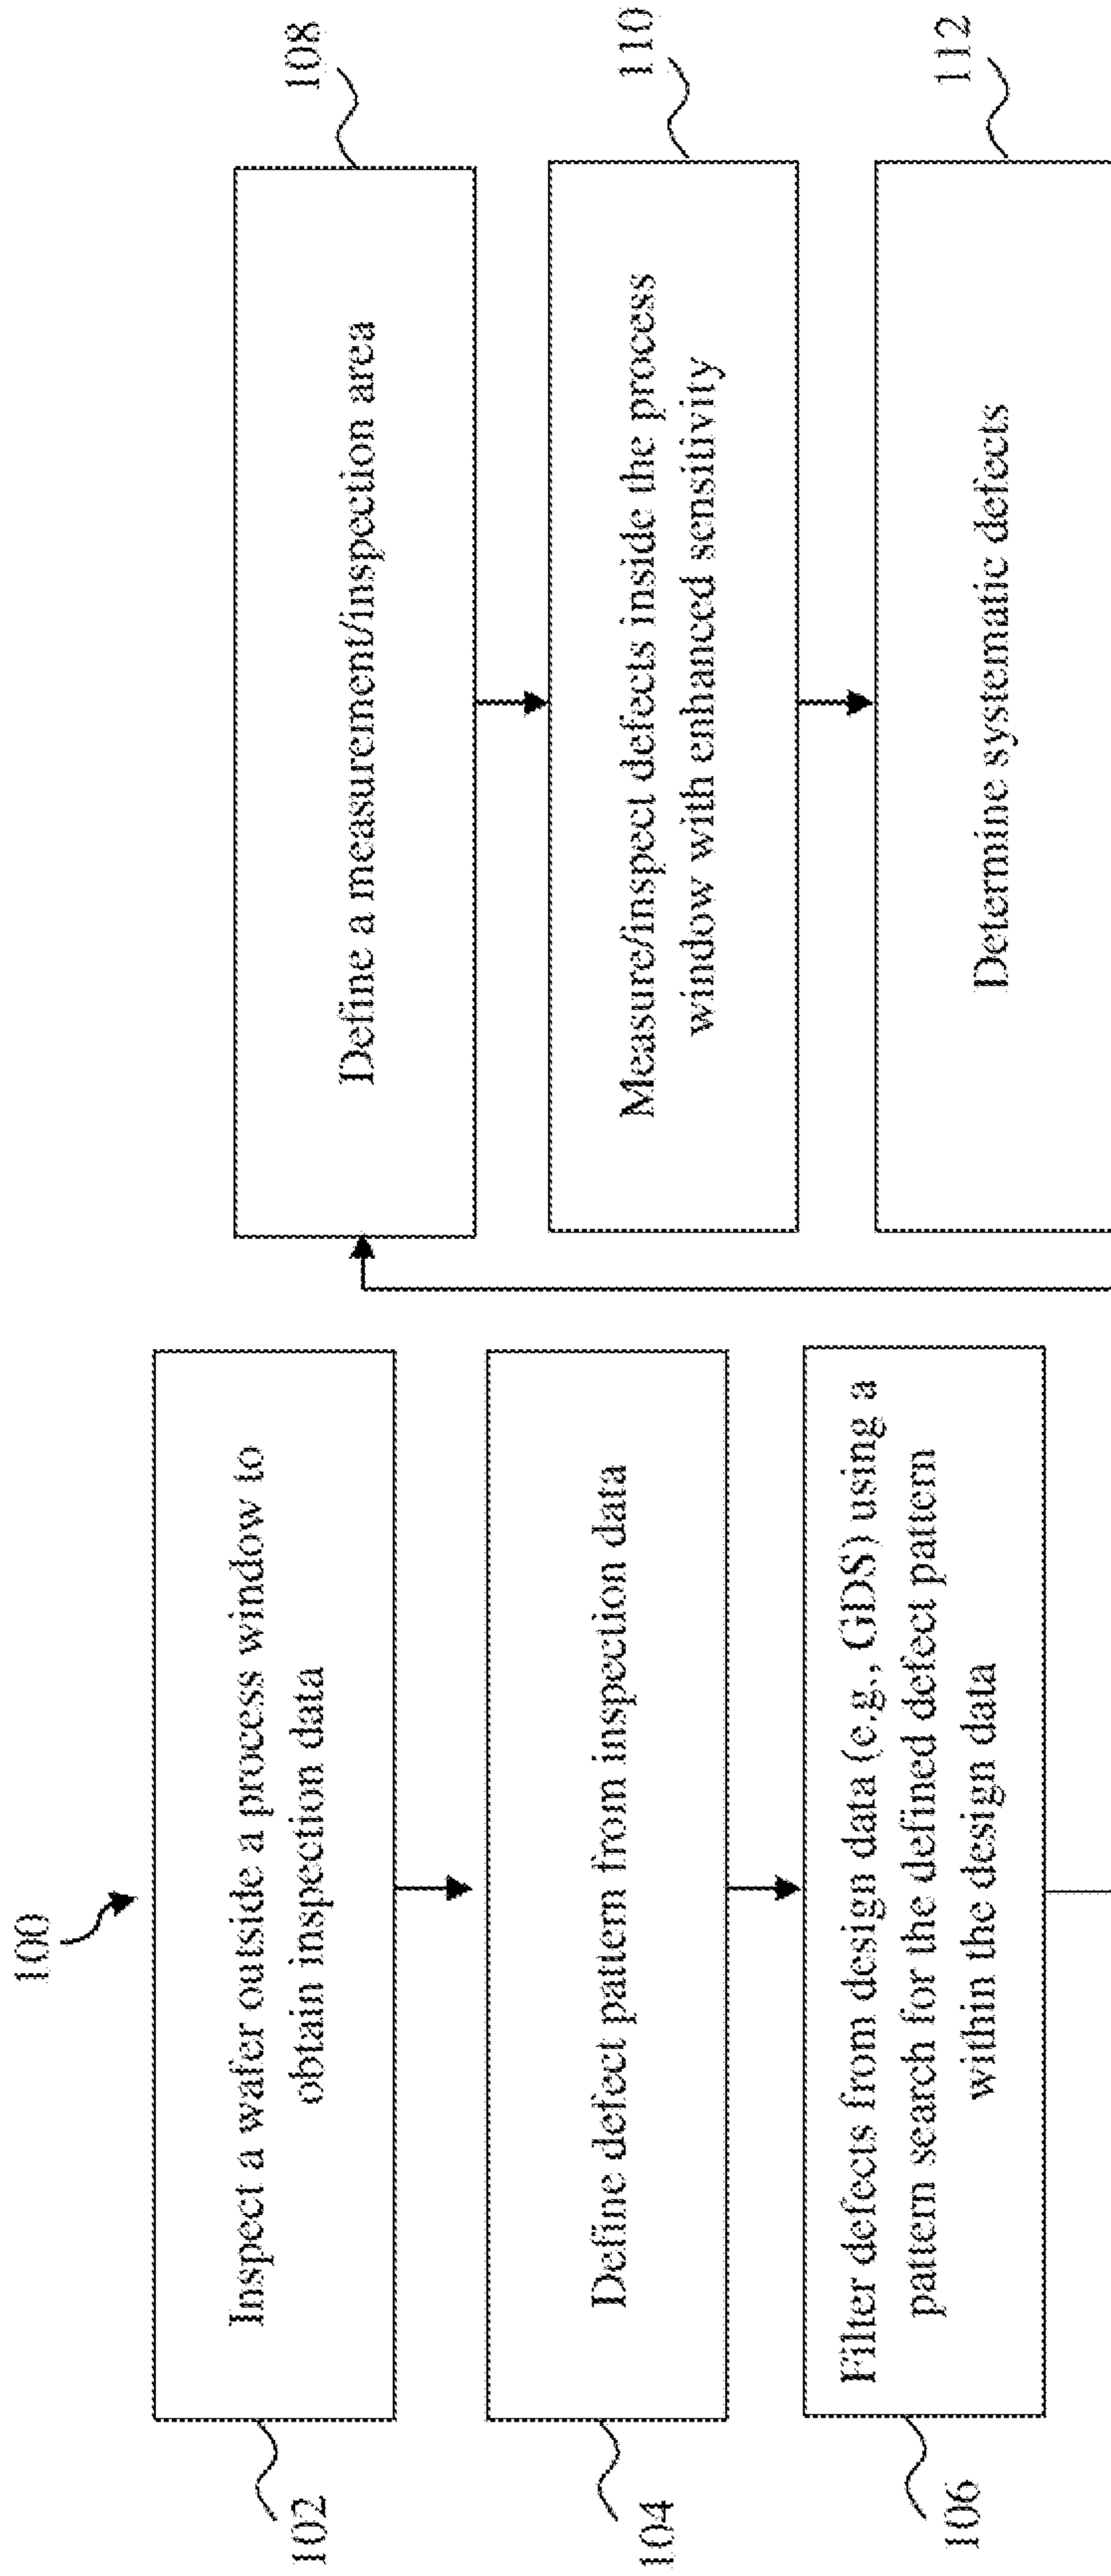 100
102
Inspect a wafer outside a process window to
obtain inspection data
104
Define defect pattern from inspection data
106
Filter defects from design data (e.g., GDS) using a
pattern search for the defined defect pattern
within the design data
108
Define a measurement/inspection area
110
Measure/inspect defects inside the process
window with enhanced sensitivity
112
Determine systematic defects